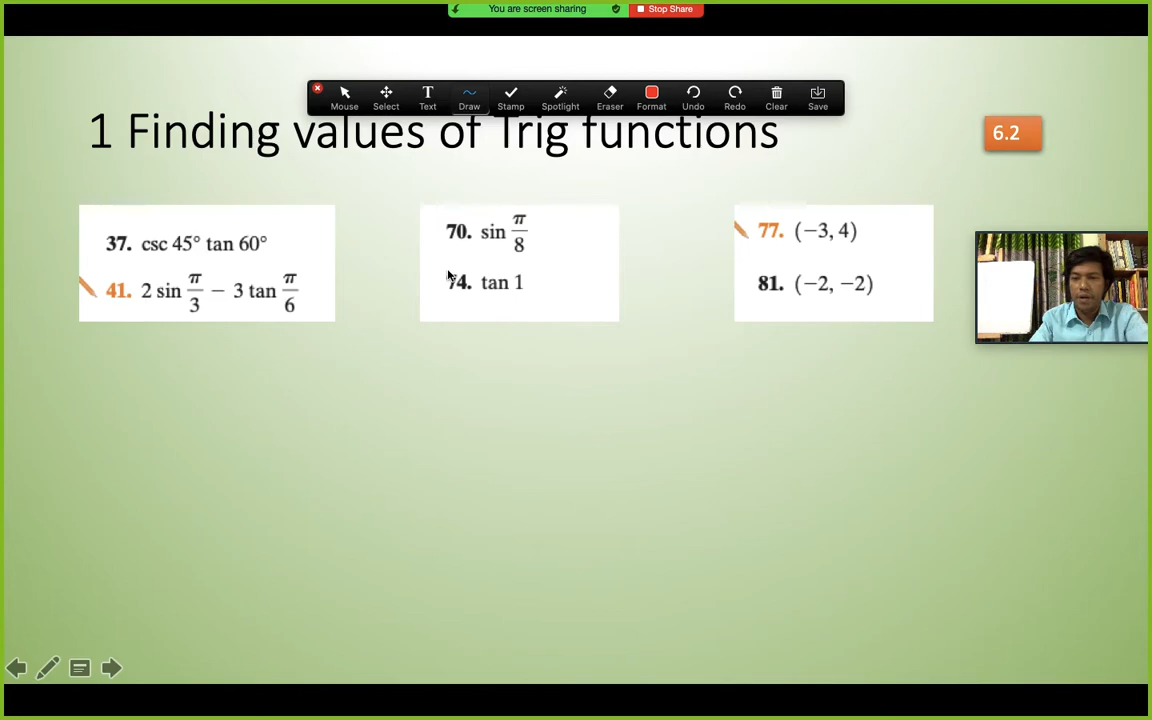 You are screen sharing Stop Share
Mouse Select Text Draw Stamp Spotlight Eraser Format Undo Redo Clear Save
1 Finding values of Trig functions
6.2
37. csc 45° tan 60°
41. 2 sin π/3 − 3 tan π/6
70. sin π/8
74. tan 1
77. (−3, 4)
81. (−2, −2)